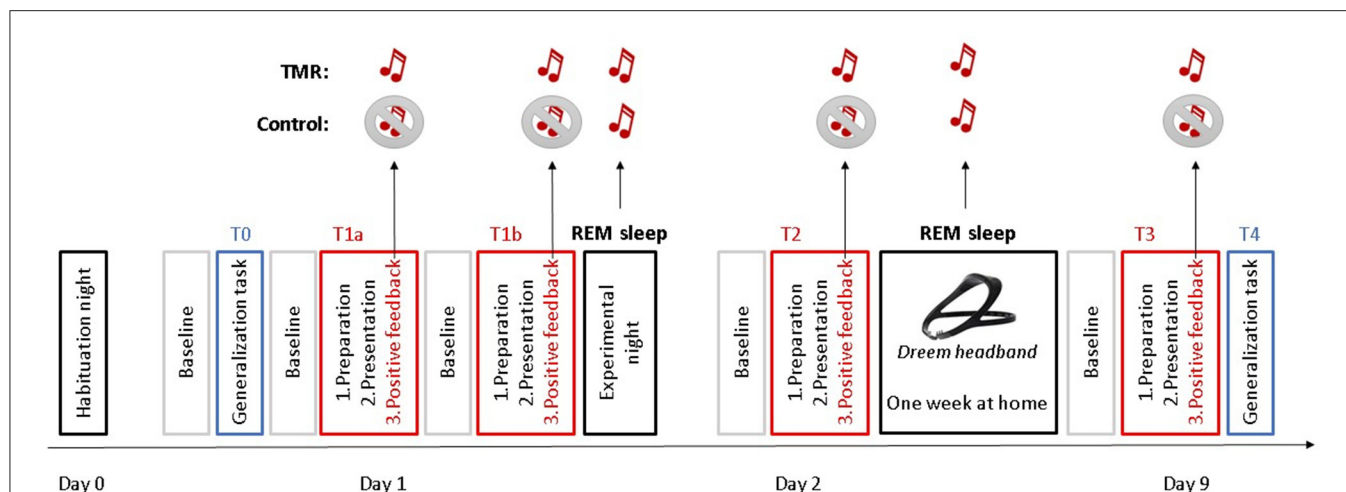 TMR:
Control:
T0
T1a
T1b
REM sleep
T2
REM sleep
T3
T4
Habituation night
Baseline
Generalization task
Baseline
1.Preparation
2.Presentation
3.Positive feedback
Baseline
1.Preparation
2.Presentation
3.Positive feedback
Experimental
night
Baseline
1.Preparation
2.Presentation
3.Positive feedback
Dreem headband
One week at home
Baseline
1.Preparation
2.Presentation
3.Positive feedback
Generalization task
Day 0
Day 1
Day 2
Day 9